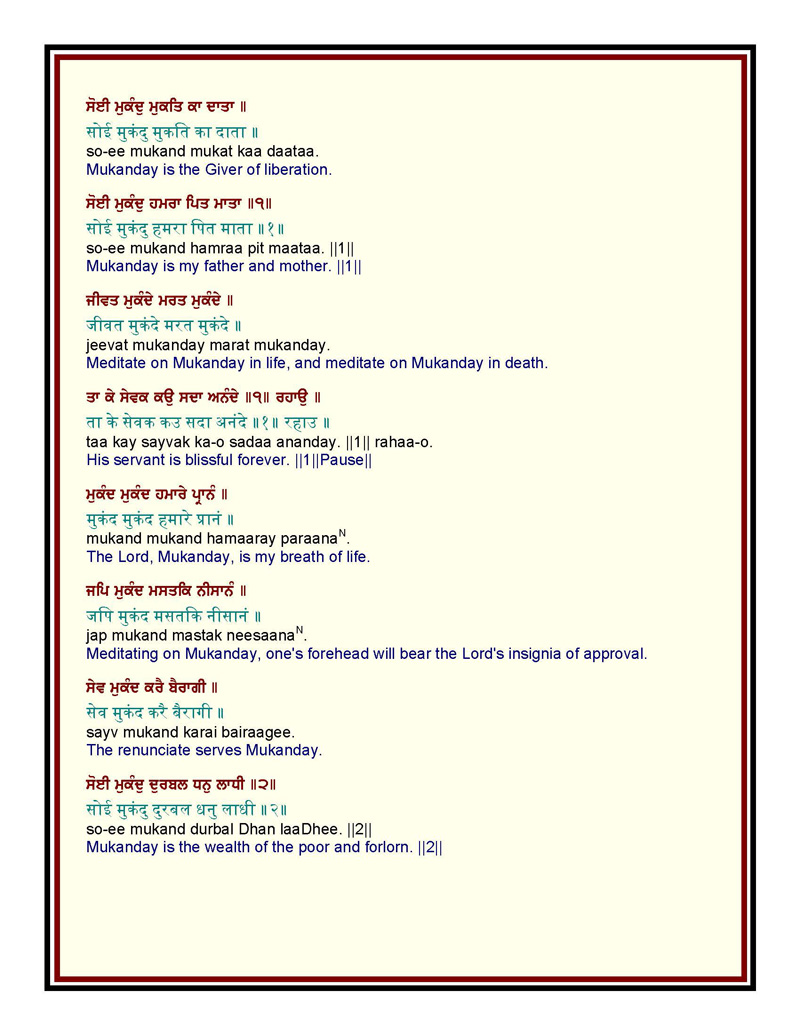 ਸੋਈ ਮੁਕੰਦੁ ਮੁਕਤਿ ਕਾ ਦਾਤਾ ॥
सोई मुकंदु मुकति का दाता ॥
so-ee mukand mukat kaa daataa.
Mukanday is the Giver of liberation.
ਸੋਈ ਮੁਕੰਦੁ ਹਮਰਾ ਪਿਤ ਮਾਤਾ ॥੧॥
सोई मुकंदु हमरा पित माता ॥१॥
so-ee mukand hamraa pit maataa. ||1||
Mukanday is my father and mother. ||1||
ਜੀਵਤ ਮੁਕੰਦੇ ਮਰਤ ਮੁਕੰਦੇ ॥
जीवत मुकंदे मरत मुकंदे ॥
jeevat mukanday marat mukanday.
Meditate on Mukanday in life, and meditate on Mukanday in death.
ਤਾ ਕੇ ਸੇਵਕ ਕਉ ਸਦਾ ਅਨੰਦੇ ॥੧॥ ਰਹਾਉ ॥
ता के सेवक कउ सदा अनंदे ॥१॥ रहाउ ॥
taa kay sayvak ka-o sadaa ananday. ||1|| rahaa-o.
His servant is blissful forever. ||1||Pause||
ਮੁਕੰਦ ਮੁਕੰਦ ਹਮਾਰੇ ਪ੍ਰਾਨੰ ॥
मुकंद मुकंद हमारे प्रानं ॥
mukand mukand hamaaray paraanaN.
The Lord, Mukanday, is my breath of life.
ਜਪਿ ਮੁਕੰਦ ਮਸਤਕਿ ਨੀਸਾਨੰ ॥
जपि मुकंद मसतकि नीसानं ॥
jap mukand mastak neesaanaN.
Meditating on Mukanday, one's forehead will bear the Lord's insignia of approval.
ਸੇਵ ਮੁਕੰਦ ਕਰੈ ਬੈਰਾਗੀ ॥
सेव मुकंद करै बैरागी ॥
sayv mukand karai bairaagee.
The renunciate serves Mukanday.
ਸੋਈ ਮੁਕੰਦੁ ਦੁਰਬਲ ਧਨੁ ਲਾਧੀ ॥੨॥
सोई मुकंदु दुरबल धनु लाधी ॥२॥
so-ee mukand durbal Dhan laaDhee. ||2||
Mukanday is the wealth of the poor and forlorn. ||2||